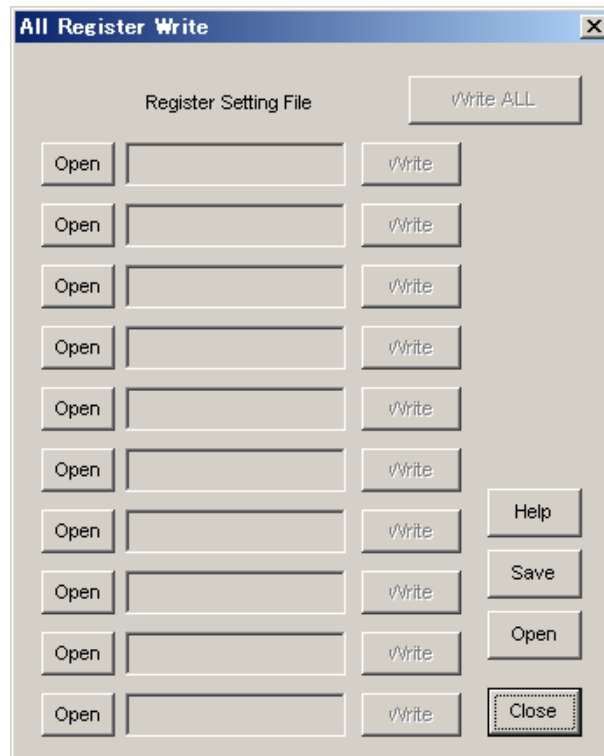 All Register Write
Register Setting File Write ALL
Open Write
Open Write
Open Write
Open Write
Open Write
Open Write
Open Write Help
Open Write Save
Open Write Open
Open Write Close